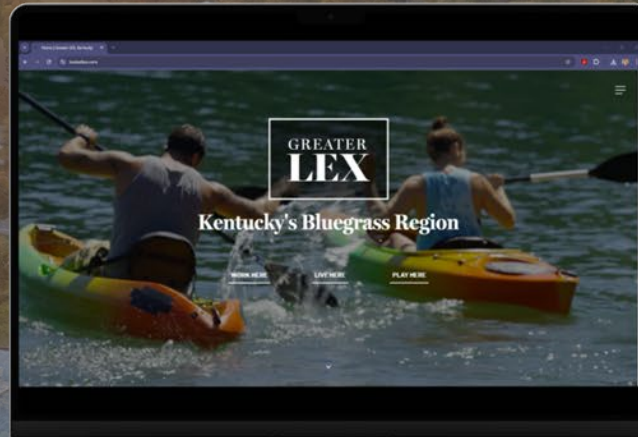 GREATER
LEX
Kentucky's Bluegrass Region
WORK HERE LIVE HERE PLAY HERE